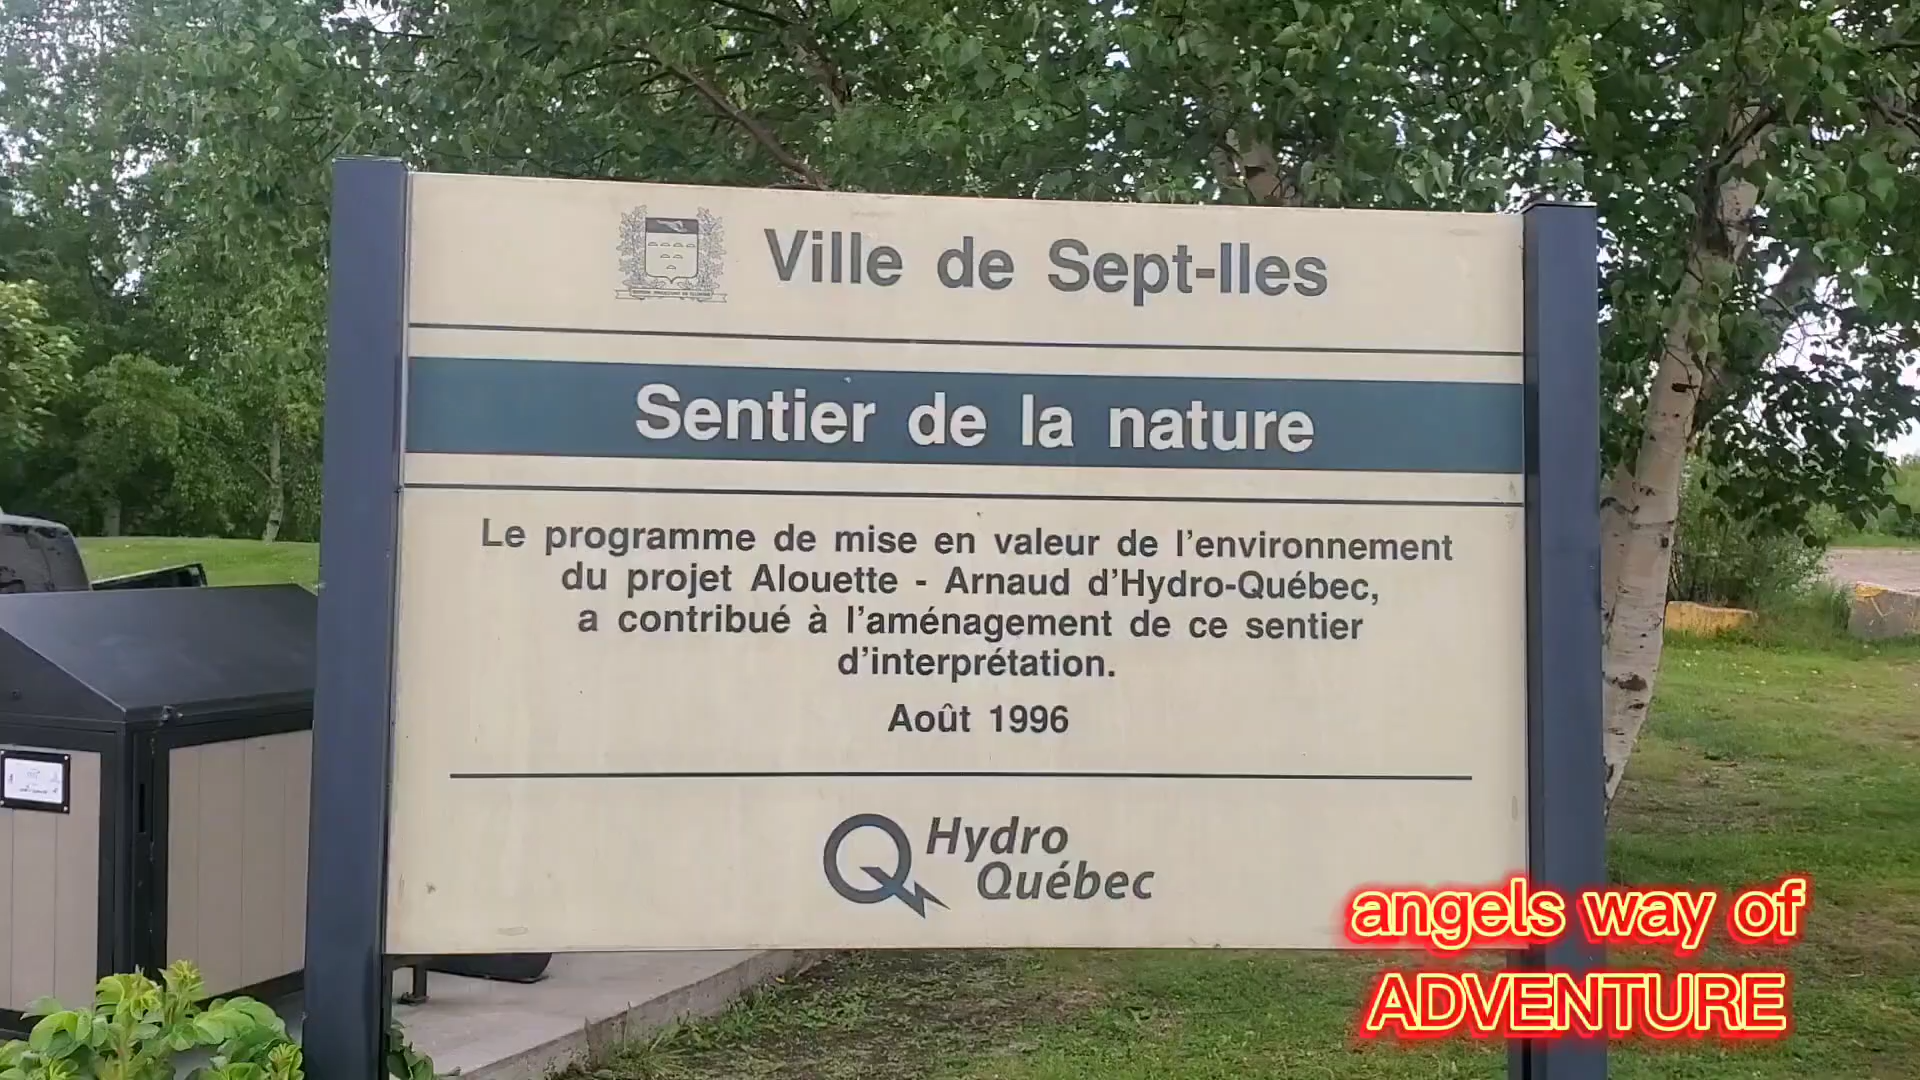 Ville de Sept-Iles
Sentier de la nature
Le programme de mise en valeur de l'environnement
du projet Alouette - Arnaud d'Hydro-Québec,
a contribué à l'aménagement de ce sentier
d'interprétation.
Août 1996
Hydro
Québec
angels way of
ADVENTURE